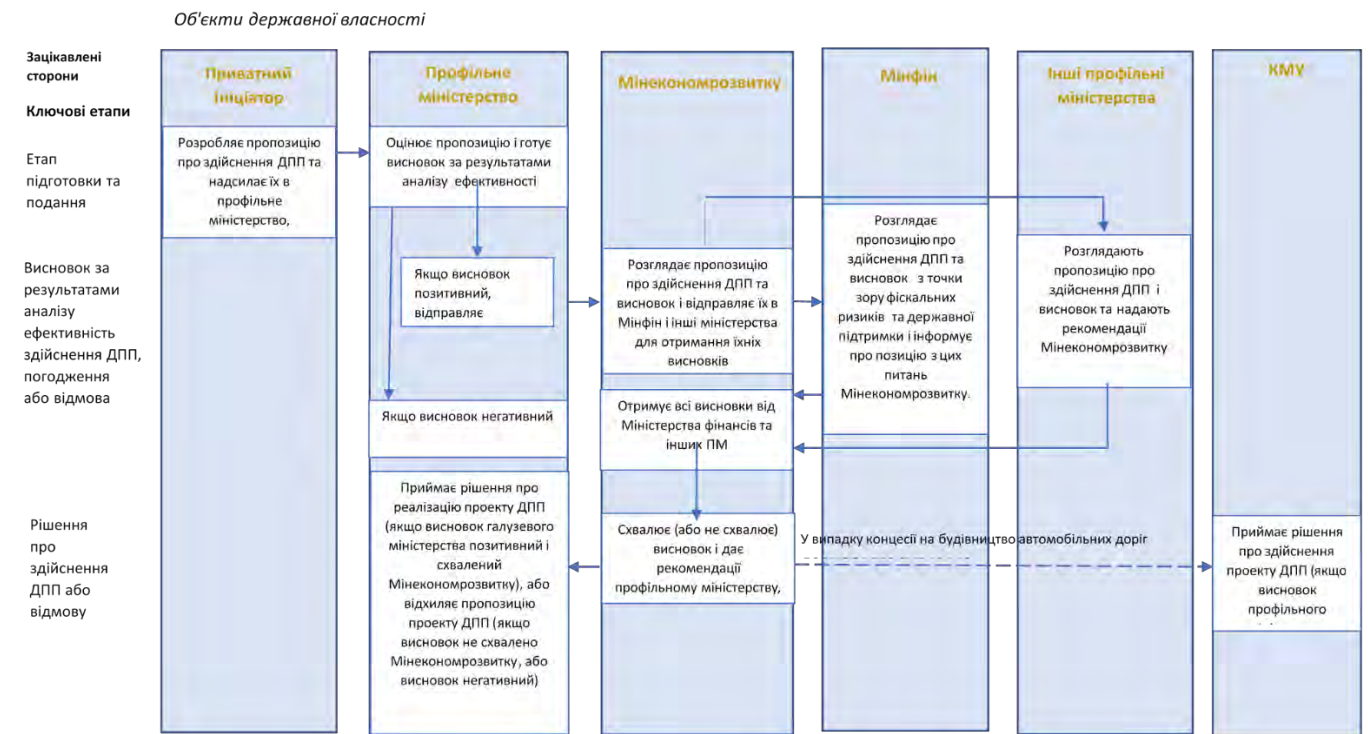 Об'єкти державної власності
Зацікавлені
сторони
Ключові етапи
Приватний
ініціатор
Профільне
міністерство
Мінекономрозвитку
Мінфін
Інші профільні
міністерства
КМУ
Етап
підготовки та
подання
Розробляє пропозицію
про здійснення ДПП та
надсилає їх в
профільне
міністерство,
Оцінює пропозицію і готує
висновок за результатами
аналізу ефективності
Висновок за
результатами
аналізу
ефективність
здійснення ДПП,
погодження
або відмова
Якщо висновок
позитивний,
відправляє
Якщо висновок негативний
Розглядає пропозицію
про здійснення ДПП та
висновок і відправляє їх в
Мінфін і інші міністерства
для отримання їхніх
висновків
Розглядає
пропозицію про
здійснення ДПП та
висновок з точки
зору фіскальних
ризиків та державної
підтримки і інформує
про позицію з цих
питань
Мінекономрозвитку.
Розглядають
пропозицію про
здійснення ДПП і
висновок та надають
рекомендації
Мінекономрозвитку
Отримує всі висновки від
Міністерства фінансів та
інших ПМ
Рішення
про
здійснення
ДПП або
відмову
Приймає рішення про
реалізацію проекту ДПП
(якщо висновок галузевого
міністерства позитивний і
схвалений
Мінекономрозвитку), або
відхиляє пропозицію
проекту ДПП (якщо
висновок не схвалено
Мінекономрозвитку, або
висновок негативний)
Схвалює (або не схвалює)
висновок і дає
рекомендації
профільному міністерству,
У випадку концесії на будівництво автомобільних доріг
Приймає рішення
про здійснення
проекту ДПП (якщо
висновок
профільного